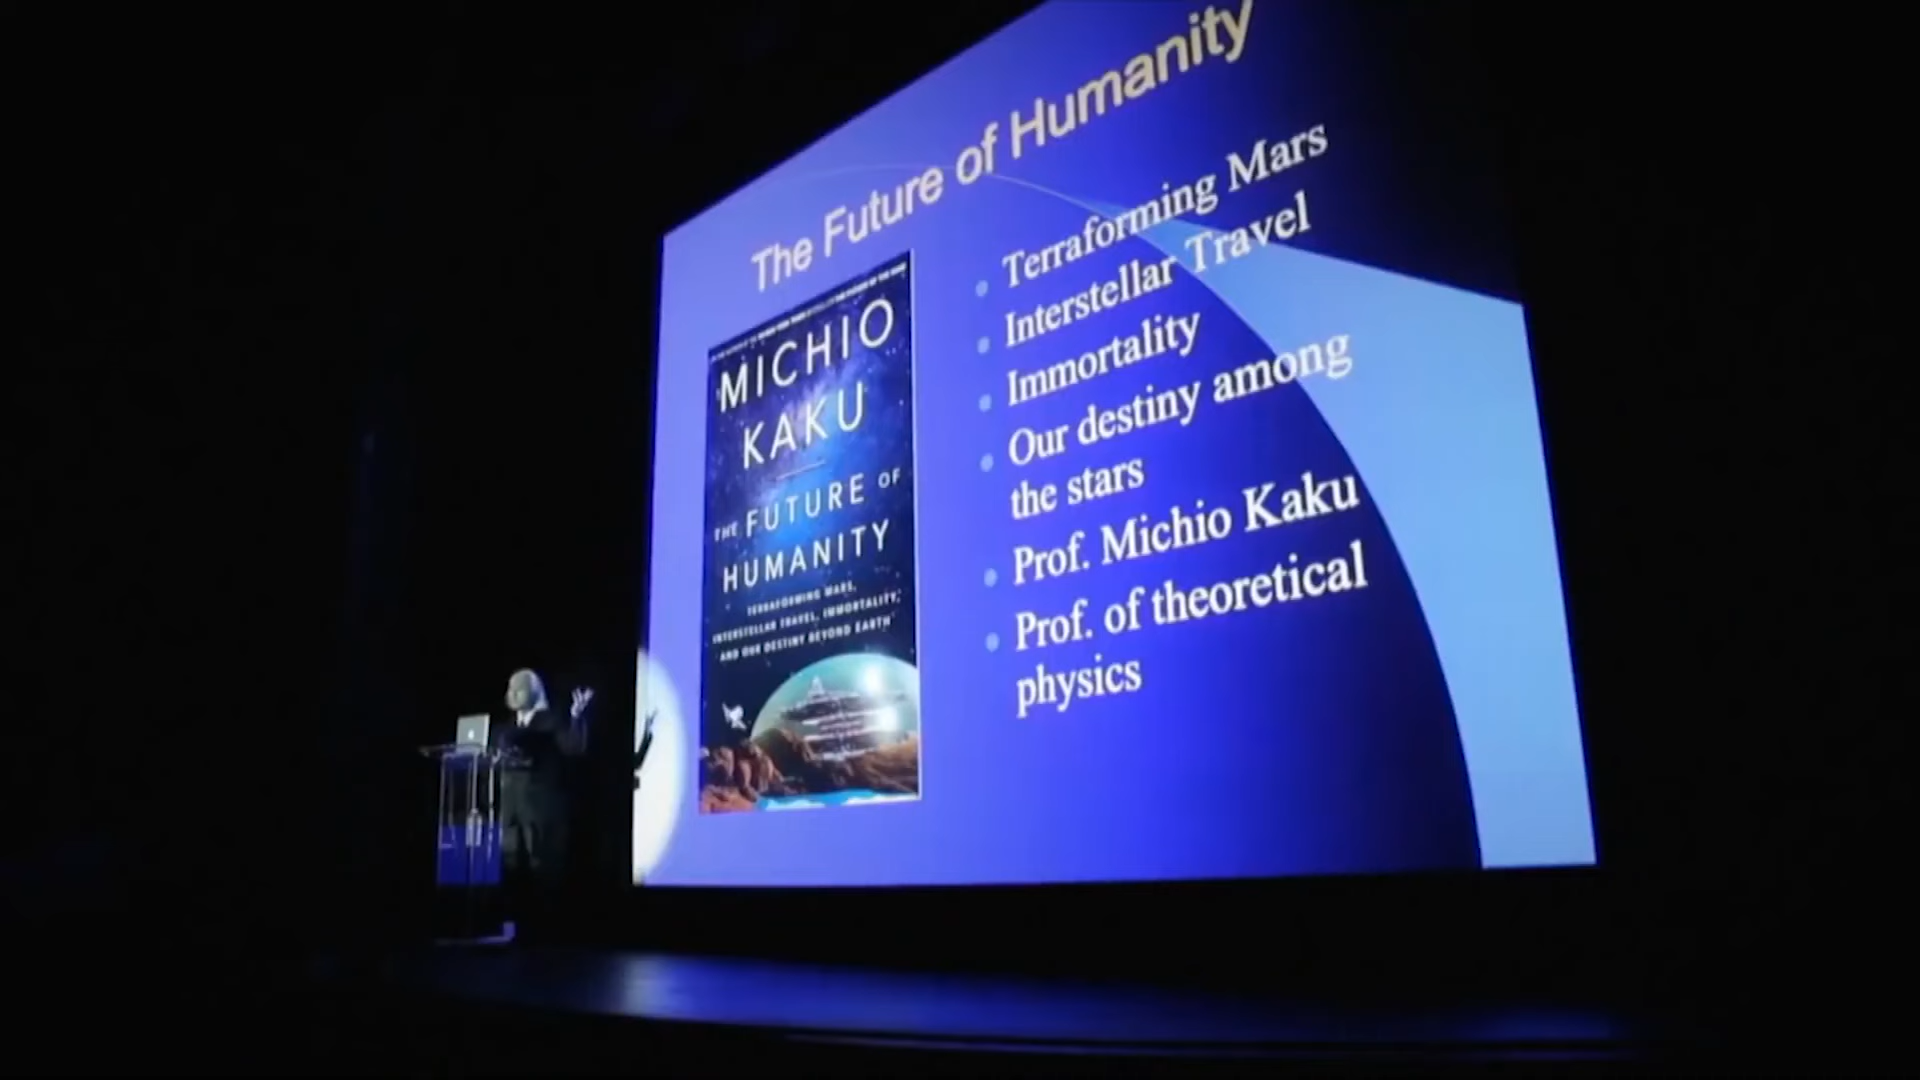 The Future of Humanity
MICHIO
KAKU
THE FUTURE OF
HUMANITY
TERRAFORMING MARS,
INTERSTELLAR TRAVEL, IMMORTALITY,
AND OUR DESTINY BEYOND EARTH
Terraforming Mars
Interstellar Travel
Immortality
Our destiny among
the stars
Prof. Michio Kaku
Prof. of theoretical
physics